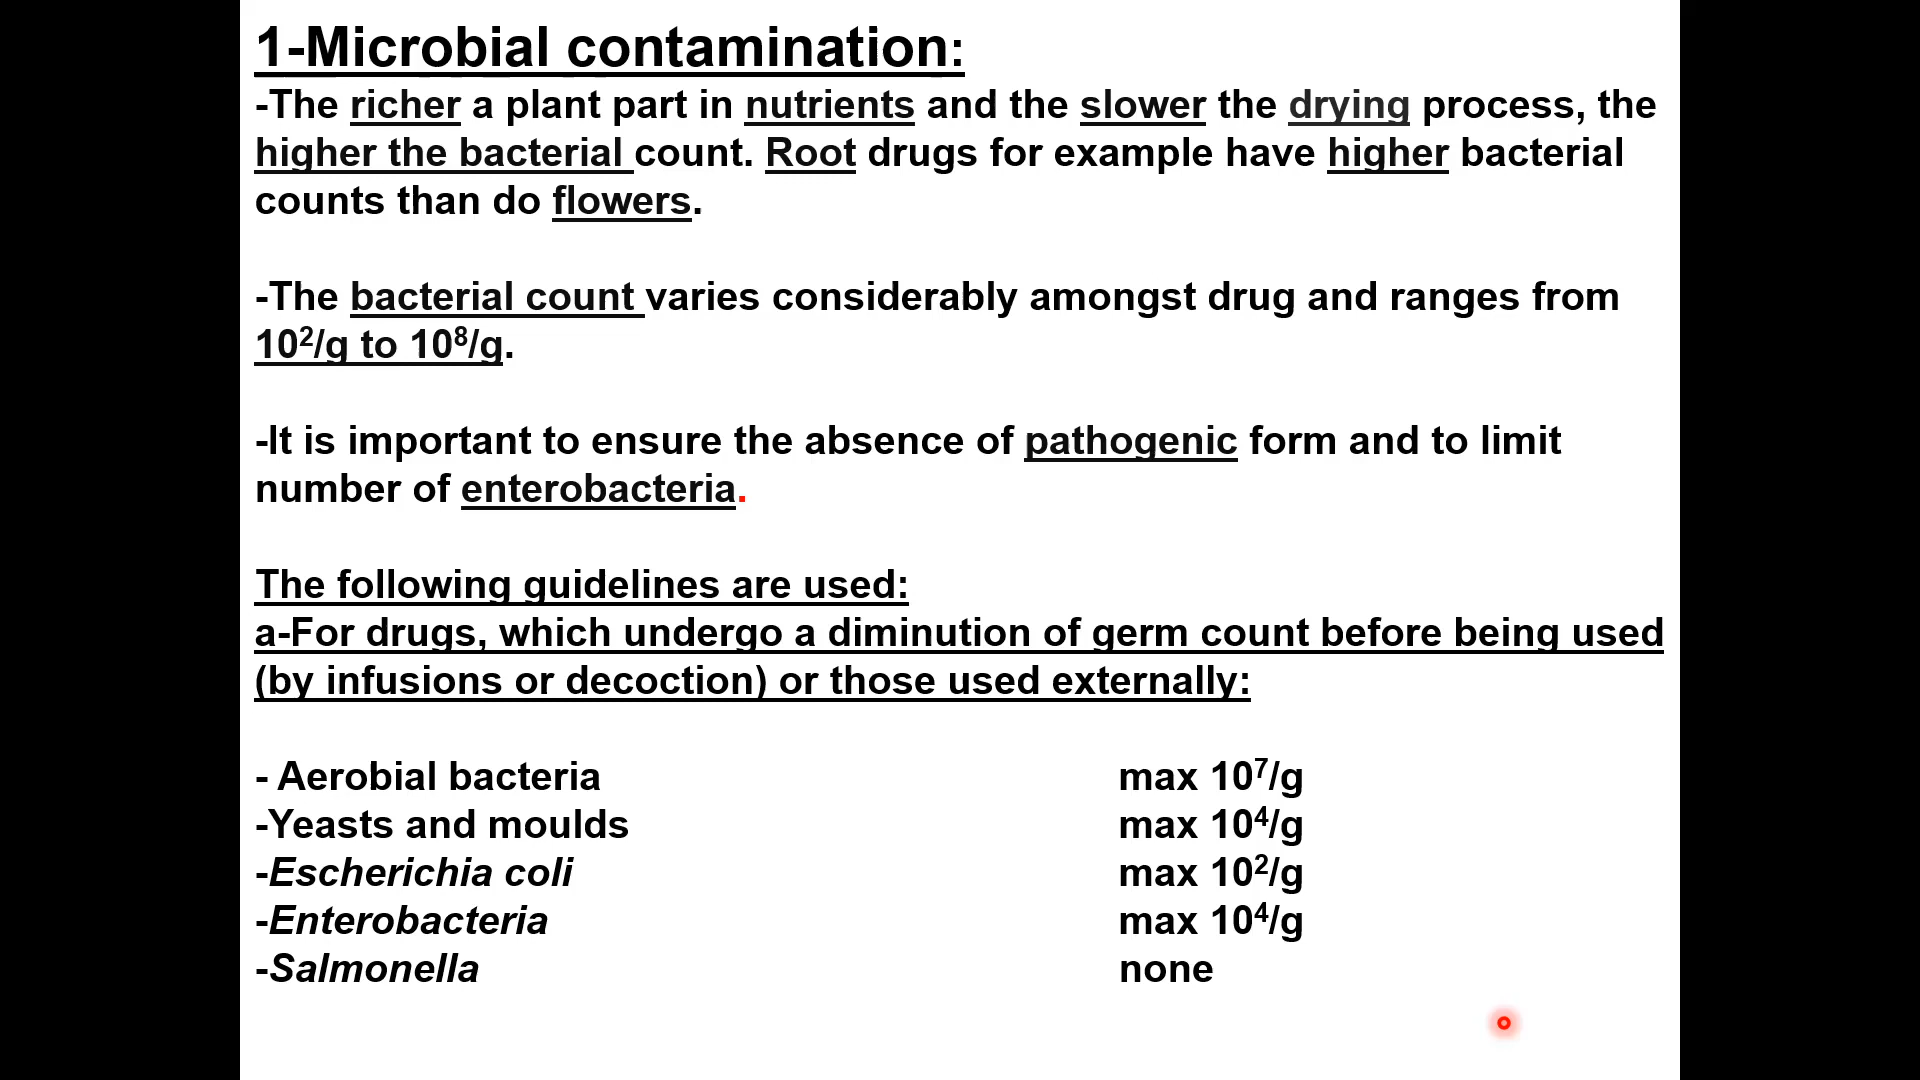 1-Microbial contamination:
-The richer a plant part in nutrients and the slower the drying process, the
higher the bacterial count. Root drugs for example have higher bacterial
counts than do flowers.
-The bacterial count varies considerably amongst drug and ranges from
10²/g to 10⁸/g.
-It is important to ensure the absence of pathogenic form and to limit
number of enterobacteria.
The following guidelines are used:
a-For drugs, which undergo a diminution of germ count before being used
(by infusions or decoction) or those used externally:
- Aerobial bacteria max 10⁷/g
-Yeasts and moulds max 10⁴/g
-Escherichia coli max 10²/g
-Enterobacteria max 10⁴/g
-Salmonella none